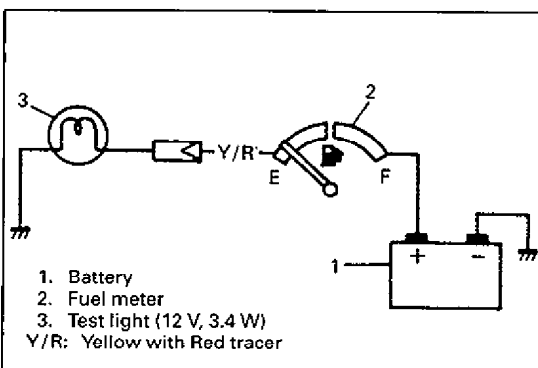 3
2
Y/R
E
F
1
+
−
1. Battery
2. Fuel meter
3. Test light (12 V, 3.4 W)
Y/R: Yellow with Red tracer